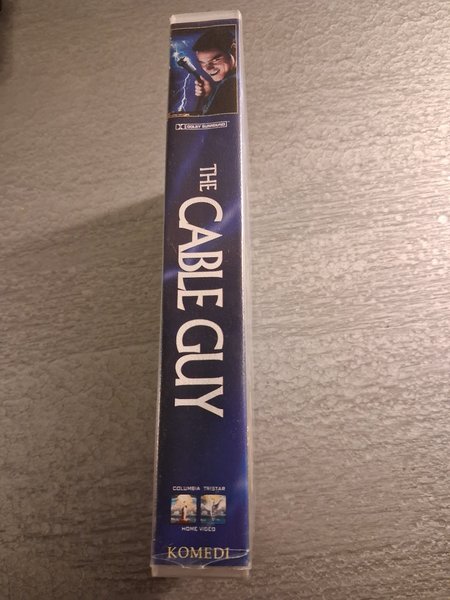 DOLBY SURROUND
THE CABLE GUY
COLUMBIA TRISTAR
HOME VIDEO
KOMEDI